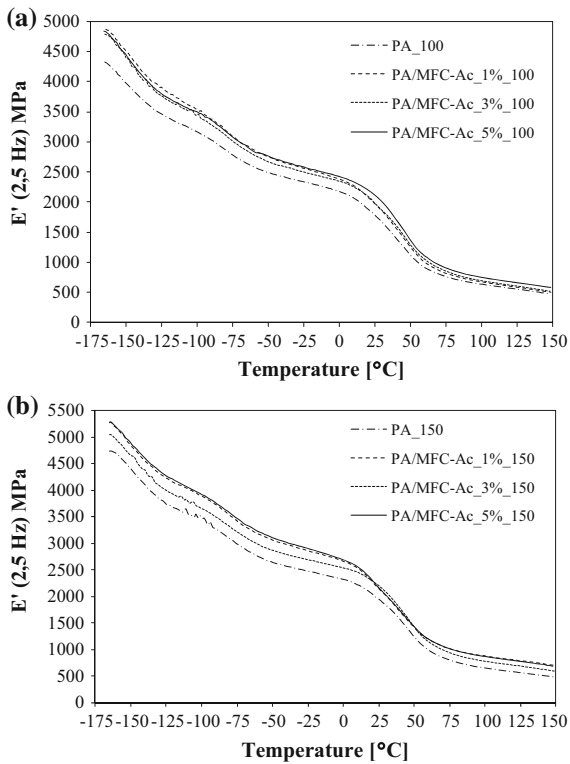 (a)
5000
4500
4000
3500
3000
2500
2000
1500
1000
500
0
E' (2,5 Hz) MPa
PA_100
PA/MFC-Ac_1%_100
PA/MFC-Ac_3%_100
PA/MFC-Ac_5%_100
-175 -150 -125 -100 -75 -50 -25 0 25 50 75 100 125 150
Temperature [°C]
(b)
5500
5000
4500
4000
3500
3000
2500
2000
1500
1000
500
0
E' (2,5 Hz) MPa
PA_150
PA/MFC-Ac_1%_150
PA/MFC-Ac_3%_150
PA/MFC-Ac_5%_150
-175 -150 -125 -100 -75 -50 -25 0 25 50 75 100 125 150
Temperature [°C]